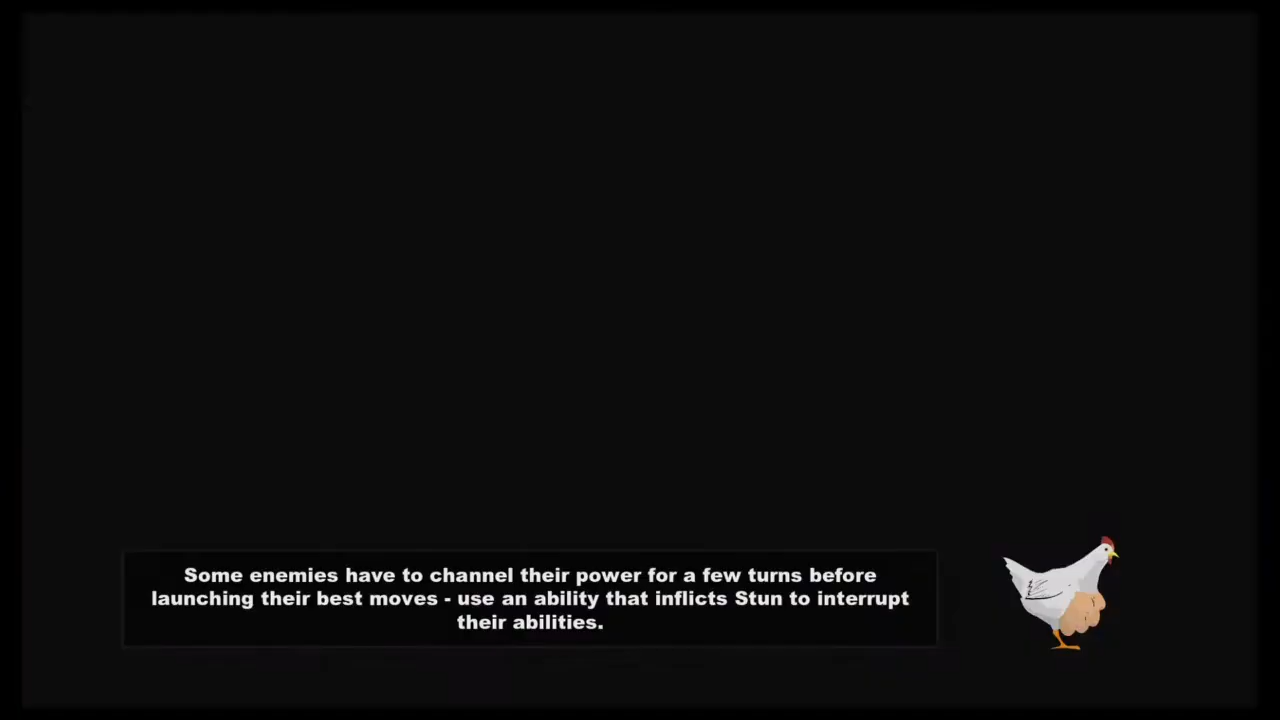 Some enemies have to channel their power for a few turns before
launching their best moves - use an ability that inflicts Stun to interrupt
their abilities.